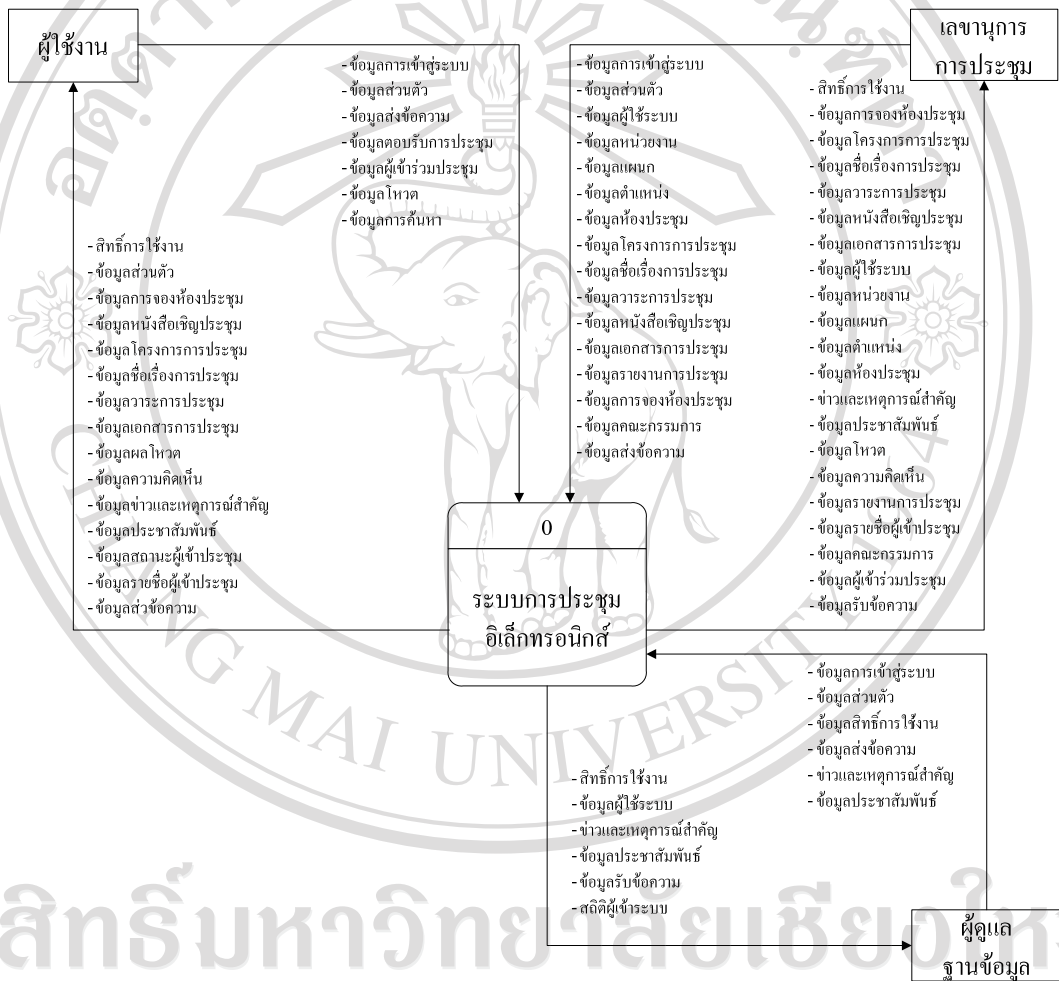 ผู้ใช้งาน
เลขานุการ
การประชุม
- ข้อมูลการเข้าสู่ระบบ
- ข้อมูลส่วนตัว
- ข้อมูลส่งข้อความ
- ข้อมูลตอบรับการประชุม
- ข้อมูลผู้เข้าร่วมประชุม
- ข้อมูลโหวต
- ข้อมูลการค้นหา
- ข้อมูลการเข้าสู่ระบบ
- ข้อมูลส่วนตัว
- ข้อมูลผู้ใช้ระบบ
- ข้อมูลหน่วยงาน
- ข้อมูลแผนก
- ข้อมูลตำแหน่ง
- ข้อมูลห้องประชุม
- ข้อมูลโครงการการประชุม
- ข้อมูลชื่อเรื่องการประชุม
- ข้อมูลวาระการประชุม
- ข้อมูลหนังสือเชิญประชุม
- ข้อมูลเอกสารการประชุม
- ข้อมูลรายงานการประชุม
- ข้อมูลการจองห้องประชุม
- ข้อมูลคณะกรรมการ
- ข้อมูลส่งข้อความ
- สิทธิ์การใช้งาน
- ข้อมูลการจองห้องประชุม
- ข้อมูลโครงการการประชุม
- ข้อมูลชื่อเรื่องการประชุม
- ข้อมูลวาระการประชุม
- ข้อมูลหนังสือเชิญประชุม
- ข้อมูลเอกสารการประชุม
- ข้อมูลผู้ใช้ระบบ
- ข้อมูลหน่วยงาน
- ข้อมูลแผนก
- ข้อมูลตำแหน่ง
- ข้อมูลห้องประชุม
- ข่าวและเหตุการณ์สำคัญ
- ข้อมูลประชาสัมพันธ์
- ข้อมูลโหวต
- ข้อมูลความคิดเห็น
- ข้อมูลรายงานการประชุม
- ข้อมูลรายชื่อผู้เข้าประชุม
- ข้อมูลคณะกรรมการ
- ข้อมูลผู้เข้าร่วมประชุม
- ข้อมูลรับข้อความ
- สิทธิ์การใช้งาน
- ข้อมูลส่วนตัว
- ข้อมูลการจองห้องประชุม
- ข้อมูลหนังสือเชิญประชุม
- ข้อมูลโครงการการประชุม
- ข้อมูลชื่อเรื่องการประชุม
- ข้อมูลวาระการประชุม
- ข้อมูลเอกสารการประชุม
- ข้อมูลผลโหวต
- ข้อมูลความคิดเห็น
- ข้อมูลข่าวและเหตุการณ์สำคัญ
- ข้อมูลประชาสัมพันธ์
- ข้อมูลสถานะผู้เข้าประชุม
- ข้อมูลรายชื่อผู้เข้าประชุม
- ข้อมูลส่วข้อความ
0
ระบบการประชุม
อิเล็กทรอนิกส์
- ข้อมูลการเข้าสู่ระบบ
- ข้อมูลส่วนตัว
- ข้อมูลสิทธิ์การใช้งาน
- ข้อมูลส่งข้อความ
- ข่าวและเหตุการณ์สำคัญ
- ข้อมูลประชาสัมพันธ์
- สิทธิ์การใช้งาน
- ข้อมูลผู้ใช้ระบบ
- ข่าวและเหตุการณ์สำคัญ
- ข้อมูลประชาสัมพันธ์
- ข้อมูลรับข้อความ
- สถิติผู้เข้าระบบ
ผู้ดูแล
ฐานข้อมูล
CHIANG MAI UNIVERSITY 1964
สิทธิ์มหาวิทยาลัยเชียงให